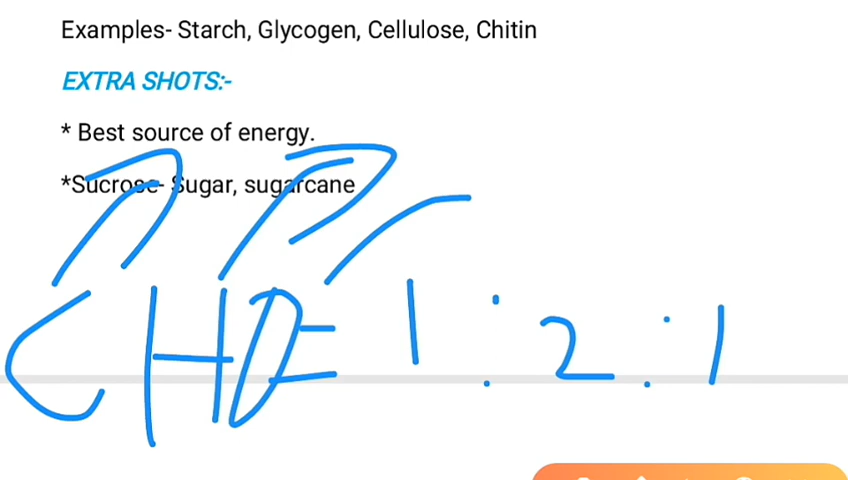 Examples- Starch, Glycogen, Cellulose, Chitin
EXTRA SHOTS:-
* Best source of energy.
*Sucrose- Sugar, sugarcane
CHO= 1 : 2 : 1